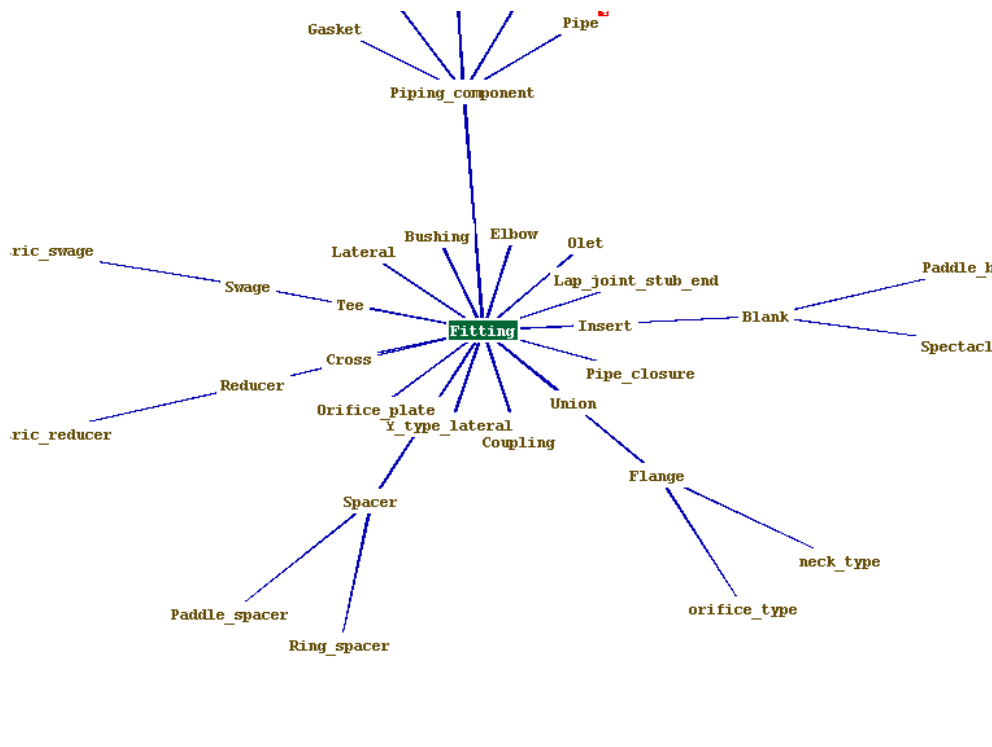 Pipe
Gasket
Piping_component
Elbow
Bushing
Olet
Lateral
ric_swage
Paddle_
Lap_joint_stub_end
Swage
Tee
Blank
Insert
Fitting
Spectacl
Cross
Pipe_closure
Reducer
Union
Orifice_plate
Y_type_lateral
ric_reducer
Coupling
Flange
Spacer
neck_type
orifice_type
Paddle_spacer
Ring_spacer